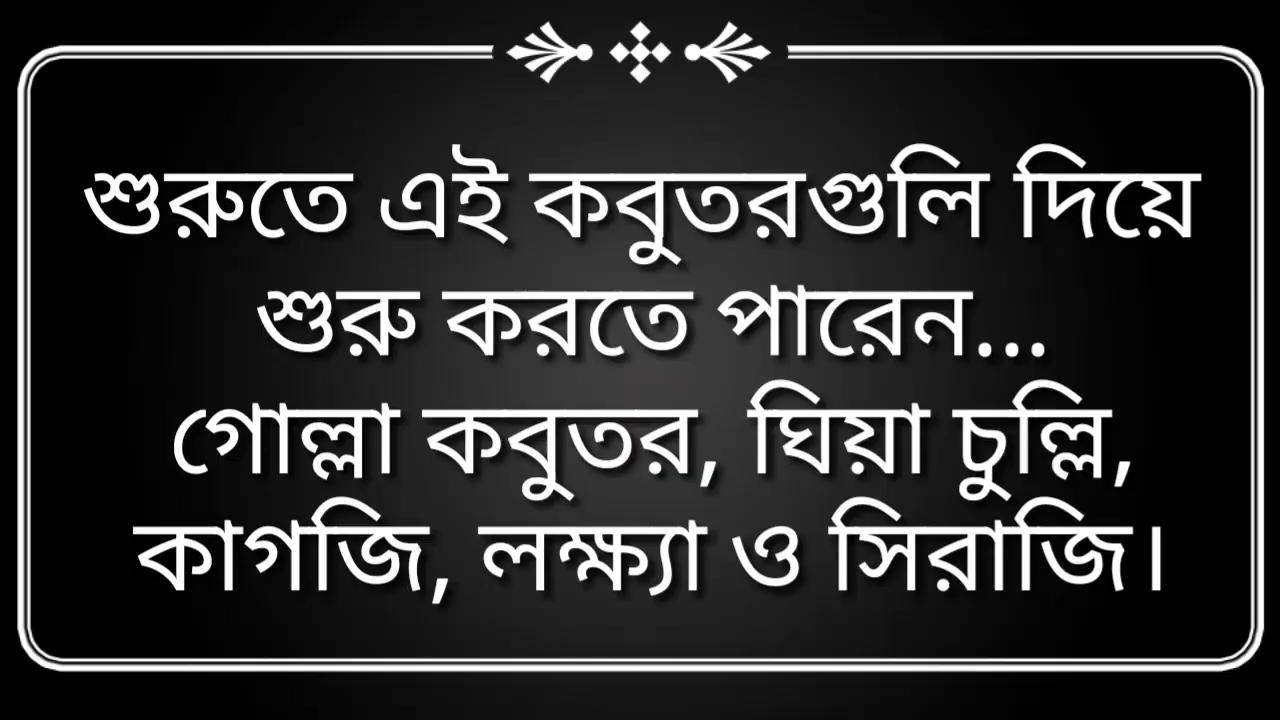 শুরুতে এই কবুতরগুলি দিয়ে
শুরু করতে পারেন...
গোল্লা কবুতর, ঘিয়া চুল্লি,
কাগজি, লক্ষ্যা ও সিরাজি।